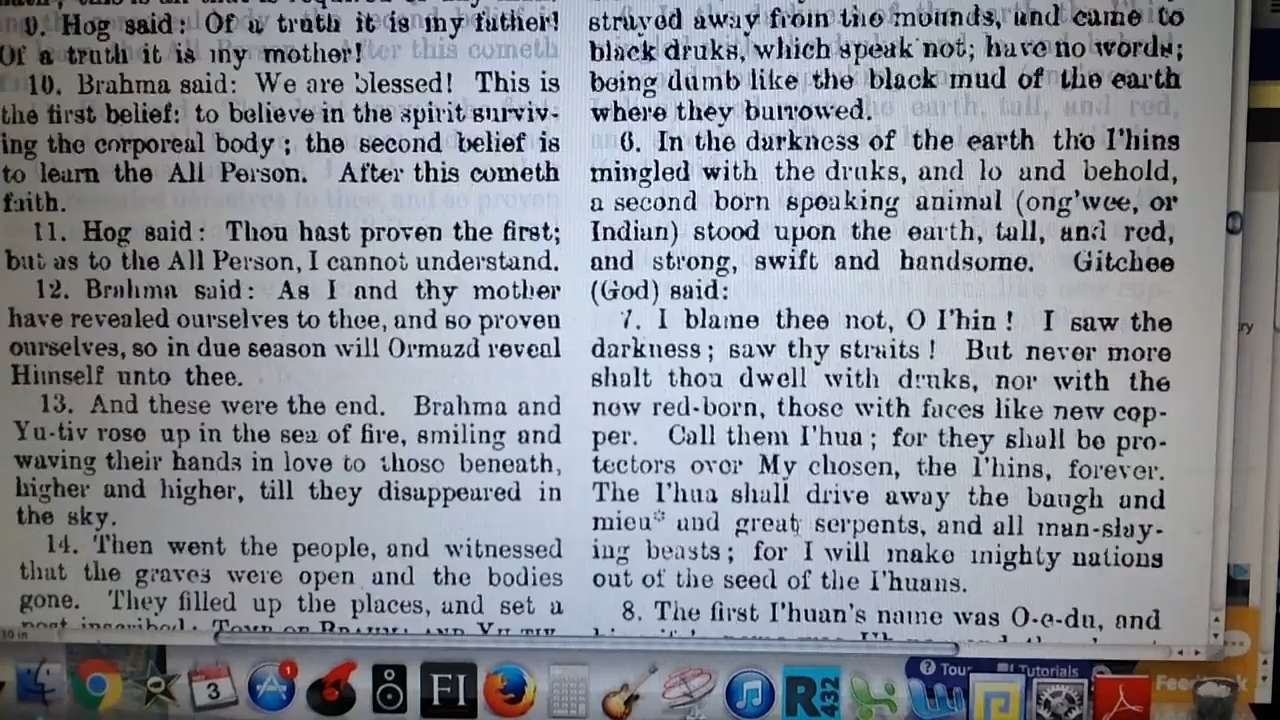 9. Hog said: Of a truth it is my father!
Of a truth it is my mother!
10. Brahma said: We are blessed! This is
the first belief: to believe in the spirit surviv-
ing the corporeal body; the second belief is
to learn the All Person. After this cometh
faith.
11. Hog said: Thou hast proven the first;
but as to the All Person, I cannot understand.
12. Brahma said: As I and thy mother
have revealed ourselves to thee, and so proven
ourselves, so in due season will Ormazd reveal
Himself unto thee.
13. And these were the end. Brahma and
Yu-tiv rose up in the sea of fire, smiling and
waving their hands in love to those beneath,
higher and higher, till they disappeared in
the sky.
14. Then went the people, and witnessed
that the graves were open and the bodies
gone. They filled up the places, and set a
strayed away from the mounds, and came to
black druks, which speak not; have no words;
being dumb like the black mud of the earth
where they burrowed.
6. In the darkness of the earth the I'hins
mingled with the druks, and lo and behold,
a second born speaking animal (ong'wee, or
Indian) stood upon the earth, tall, and red,
and strong, swift and handsome. Gitchee
(God) said:
7. I blame thee not, O I'hin! I saw the
darkness; saw thy straits! But never more
shalt thou dwell with druks, nor with the
new red-born, those with faces like new cop-
per. Call them I'hua; for they shall be pro-
tectors over My chosen, the I'hins, forever.
The I'hua shall drive away the baugh and
mieu* and great serpents, and all man-slay-
ing beasts; for I will make mighty nations
out of the seed of the I'huans.
8. The first I'huan's name was O-e-du, and
10 in
ry
? Tour
Tutorials
3
1
FI
R
432